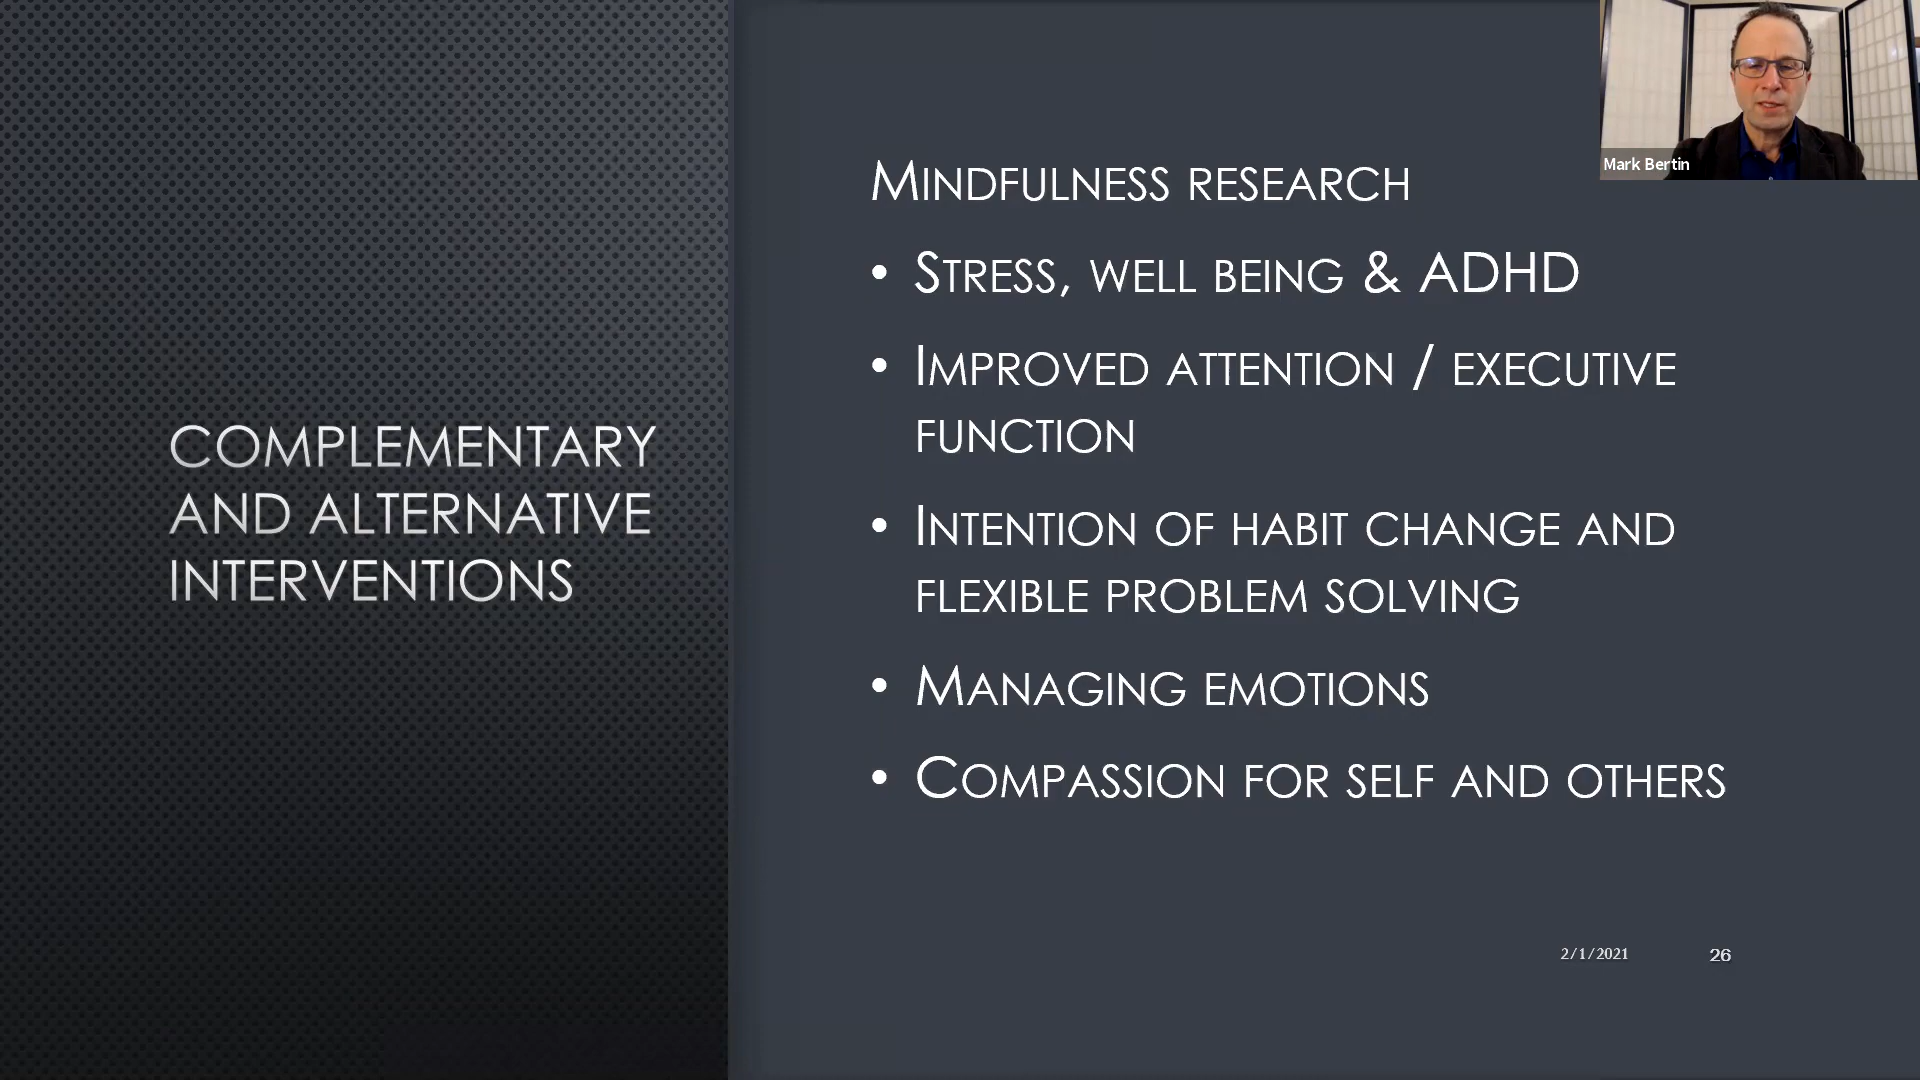 Mark Bertin
COMPLEMENTARY
AND ALTERNATIVE
INTERVENTIONS
MINDFULNESS RESEARCH
• STRESS, WELL BEING & ADHD
• IMPROVED ATTENTION / EXECUTIVE
FUNCTION
• INTENTION OF HABIT CHANGE AND
FLEXIBLE PROBLEM SOLVING
• MANAGING EMOTIONS
• COMPASSION FOR SELF AND OTHERS
2/1/2021 26